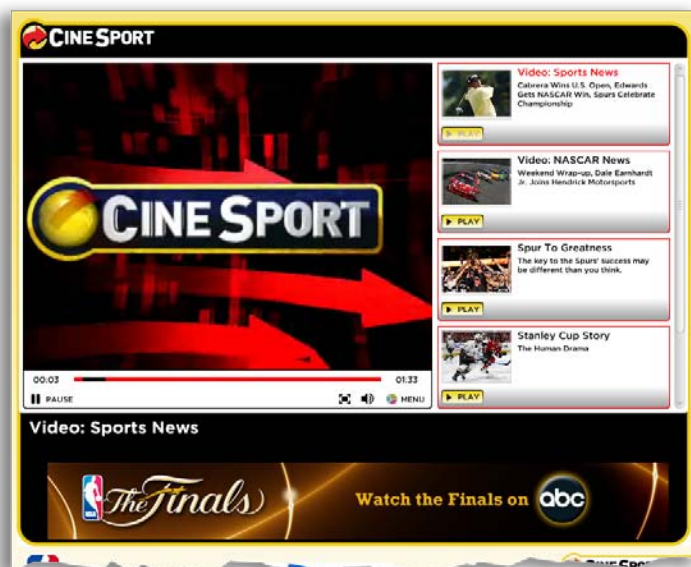 CINESPORT
CINE SPORT
Video: Sports News
Cabrera Wins U.S. Open, Edwards
Gets NASCAR Win, Spurs Celebrate
Championship
PLAY
Video: NASCAR News
Weekend Wrap-up, Dale Earnhardt
Jr. Joins Hendrick Motorsports
PLAY
Spur To Greatness
The key to the Spurs' success may
be different than you think.
PLAY
Stanley Cup Story
The Human Drama
PLAY
00:03
01:33
PAUSE
MENU
Video: Sports News
NBA
The Finals
Watch the Finals on abc